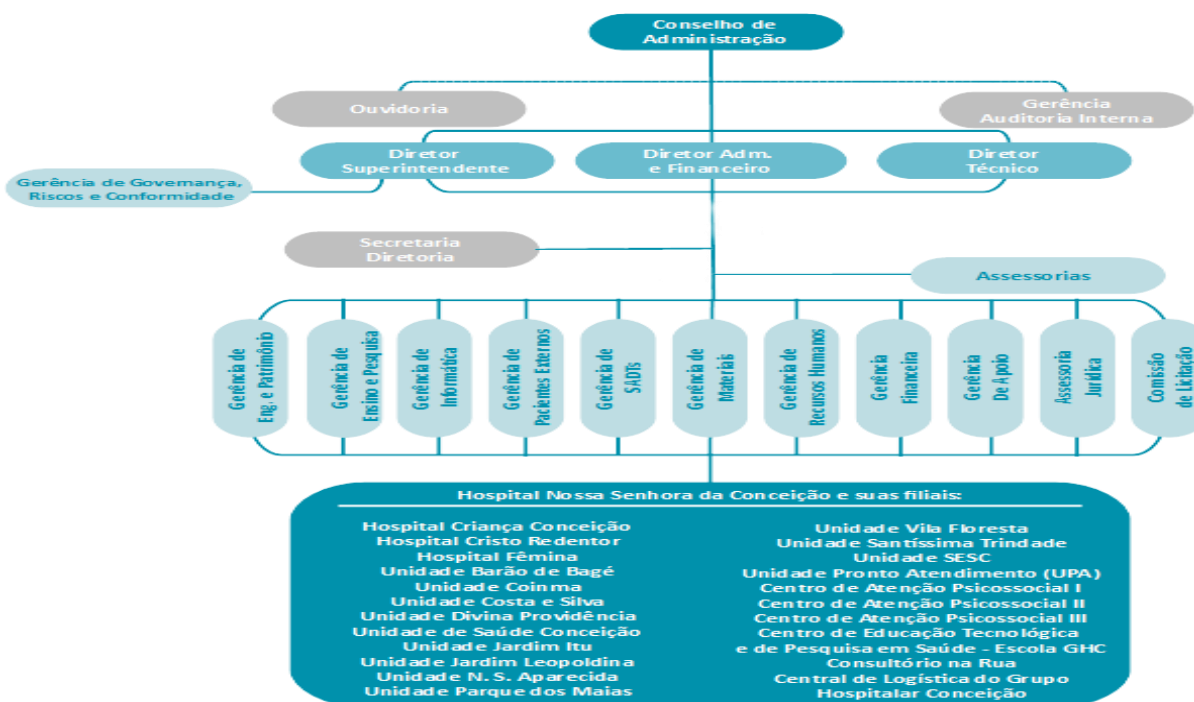 Conselho de
Administração
Ouvidoria
Gerência
Auditoria Interna
Diretor
Superintendente
Diretor Adm.
e Financeiro
Diretor
Técnico
Gerência de Governança,
Riscos e Conformidade
Secretaria
Diretoria
Assessorias
Gerência de
Eng. e Patrimônio
Gerência de
Ensino e Pesquisa
Gerência de
Informática
Gerência de
Pacientes Externos
Gerência de
SADTs
Gerência de
Materiais
Gerência de
Recursos Humanos
Gerência
Financeira
Gerência
De Apoio
Assessoria
Jurídica
Comissão
de Licitação
Hospital Nossa Senhora da Conceição e suas filiais:
Hospital Criança Conceição
Hospital Cristo Redentor
Hospital Fêmina
Unidade Barão de Bagé
Unidade Coinma
Unidade Costa e Silva
Unidade Divina Providência
Unidade de Saúde Conceição
Unidade Jardim Itu
Unidade Jardim Leopoldina
Unidade N. S. Aparecida
Unidade Parque dos Maias
Unidade Vila Floresta
Unidade Santíssima Trindade
Unidade SESC
Unidade Pronto Atendimento (UPA)
Centro de Atenção Psicossocial I
Centro de Atenção Psicossocial II
Centro de Atenção Psicossocial III
Centro de Educação Tecnológica
e de Pesquisa em Saúde - Escola GHC
Consultório na Rua
Central de Logística do Grupo
Hospitalar Conceição